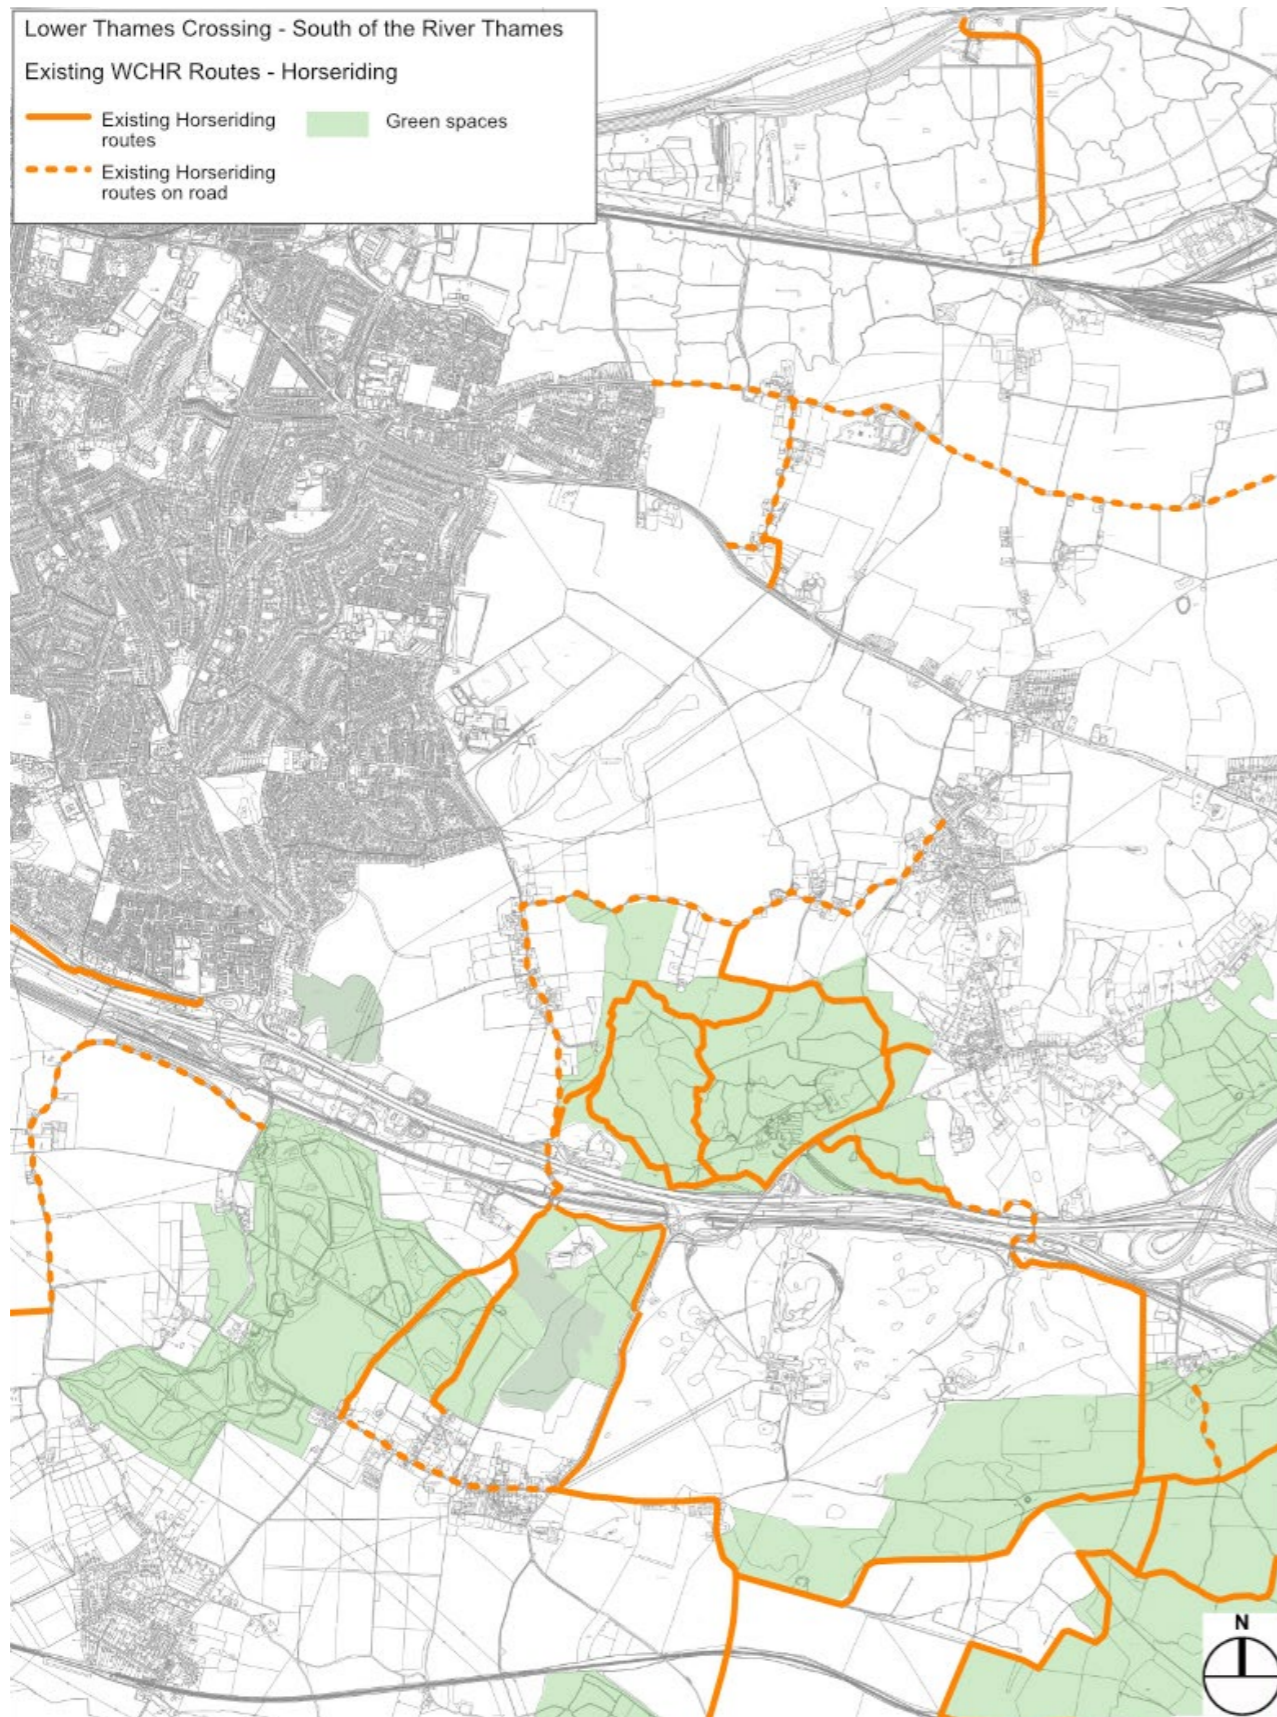 Lower Thames Crossing - South of the River Thames
Existing WCHR Routes - Horseriding
Existing Horseriding
routes
Green spaces
Existing Horseriding
routes on road
N